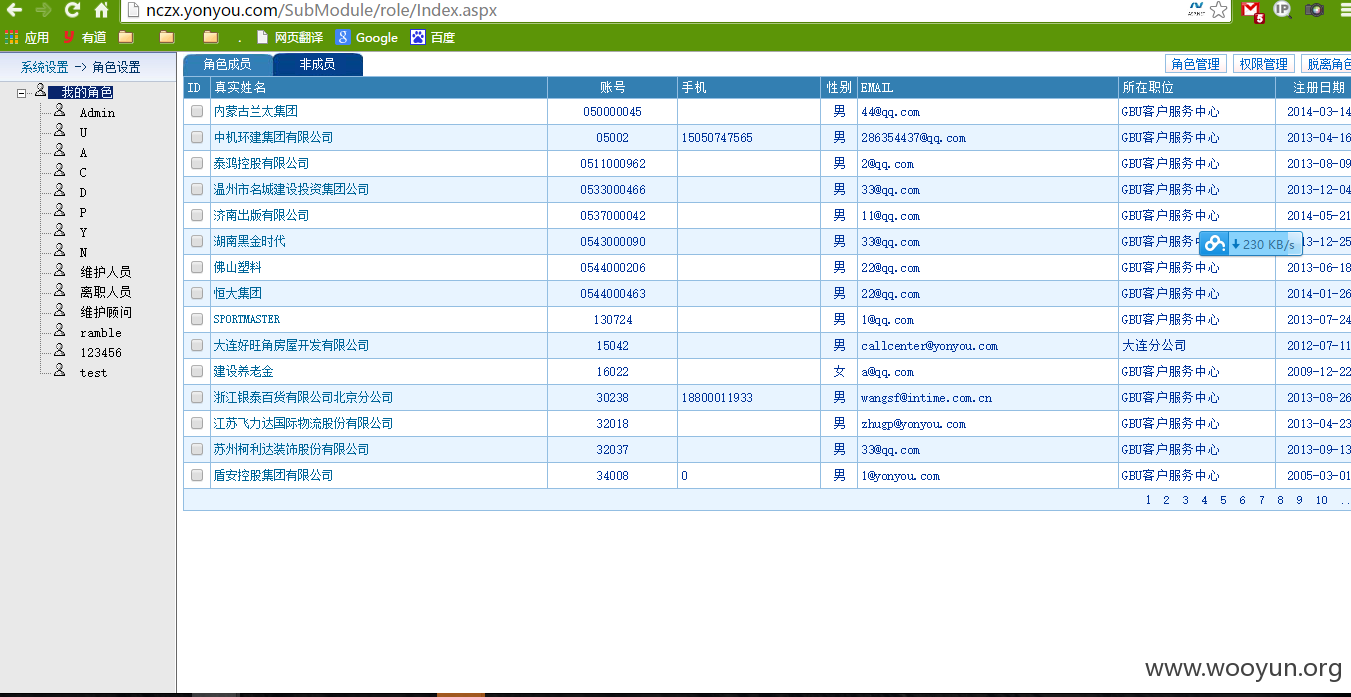 nczx.yonyou.com/SubModule/role/Index.aspx
应用 有道 . 网页翻译 Google 百度
系统设置 -> 角色设置
角色成员 非成员 角色管理 权限管理 脱离角色
我的角色
Admin
U
A
C
D
P
Y
N
维护人员
离职人员
维护顾问
ramble
123456
test
ID 真实姓名 账号 手机 性别 EMAIL 所在职位 注册日期
内蒙古兰太集团 050000045 男 44@qq.com GBU客户服务中心 2014-03-14
中机环建集团有限公司 05002 15050747565 男 286354437@qq.com GBU客户服务中心 2013-04-16
泰鸿控股有限公司 0511000962 男 2@qq.com GBU客户服务中心 2013-08-09
温州市名城建设投资集团公司 0533000466 男 33@qq.com GBU客户服务中心 2013-12-04
济南出版有限公司 0537000042 男 11@qq.com GBU客户服务中心 2014-05-21
湖南黑金时代 0543000090 男 33@qq.com GBU客户服务 13-12-25
230 KB/s
佛山塑料 0544000206 男 22@qq.com GBU客户服务中心 2013-06-18
恒大集团 0544000463 男 22@qq.com GBU客户服务中心 2014-01-26
SPORTMASTER 130724 男 1@qq.com GBU客户服务中心 2013-07-24
大连好旺角房屋开发有限公司 15042 男 callcenter@yonyou.com 大连分公司 2012-07-11
建设养老金 16022 女 a@qq.com GBU客户服务中心 2009-12-22
浙江银泰百货有限公司北京分公司 30238 18800011933 男 wangsf@intime.com.cn GBU客户服务中心 2013-08-26
江苏飞力达国际物流股份有限公司 32018 男 zhugp@yonyou.com GBU客户服务中心 2013-04-23
苏州柯利达装饰股份有限公司 32037 男 33@qq.com GBU客户服务中心 2013-09-13
盾安控股集团有限公司 34008 0 男 1@yonyou.com GBU客户服务中心 2005-03-01
1 2 3 4 5 6 7 8 9 10 ..
www.wooyun.org